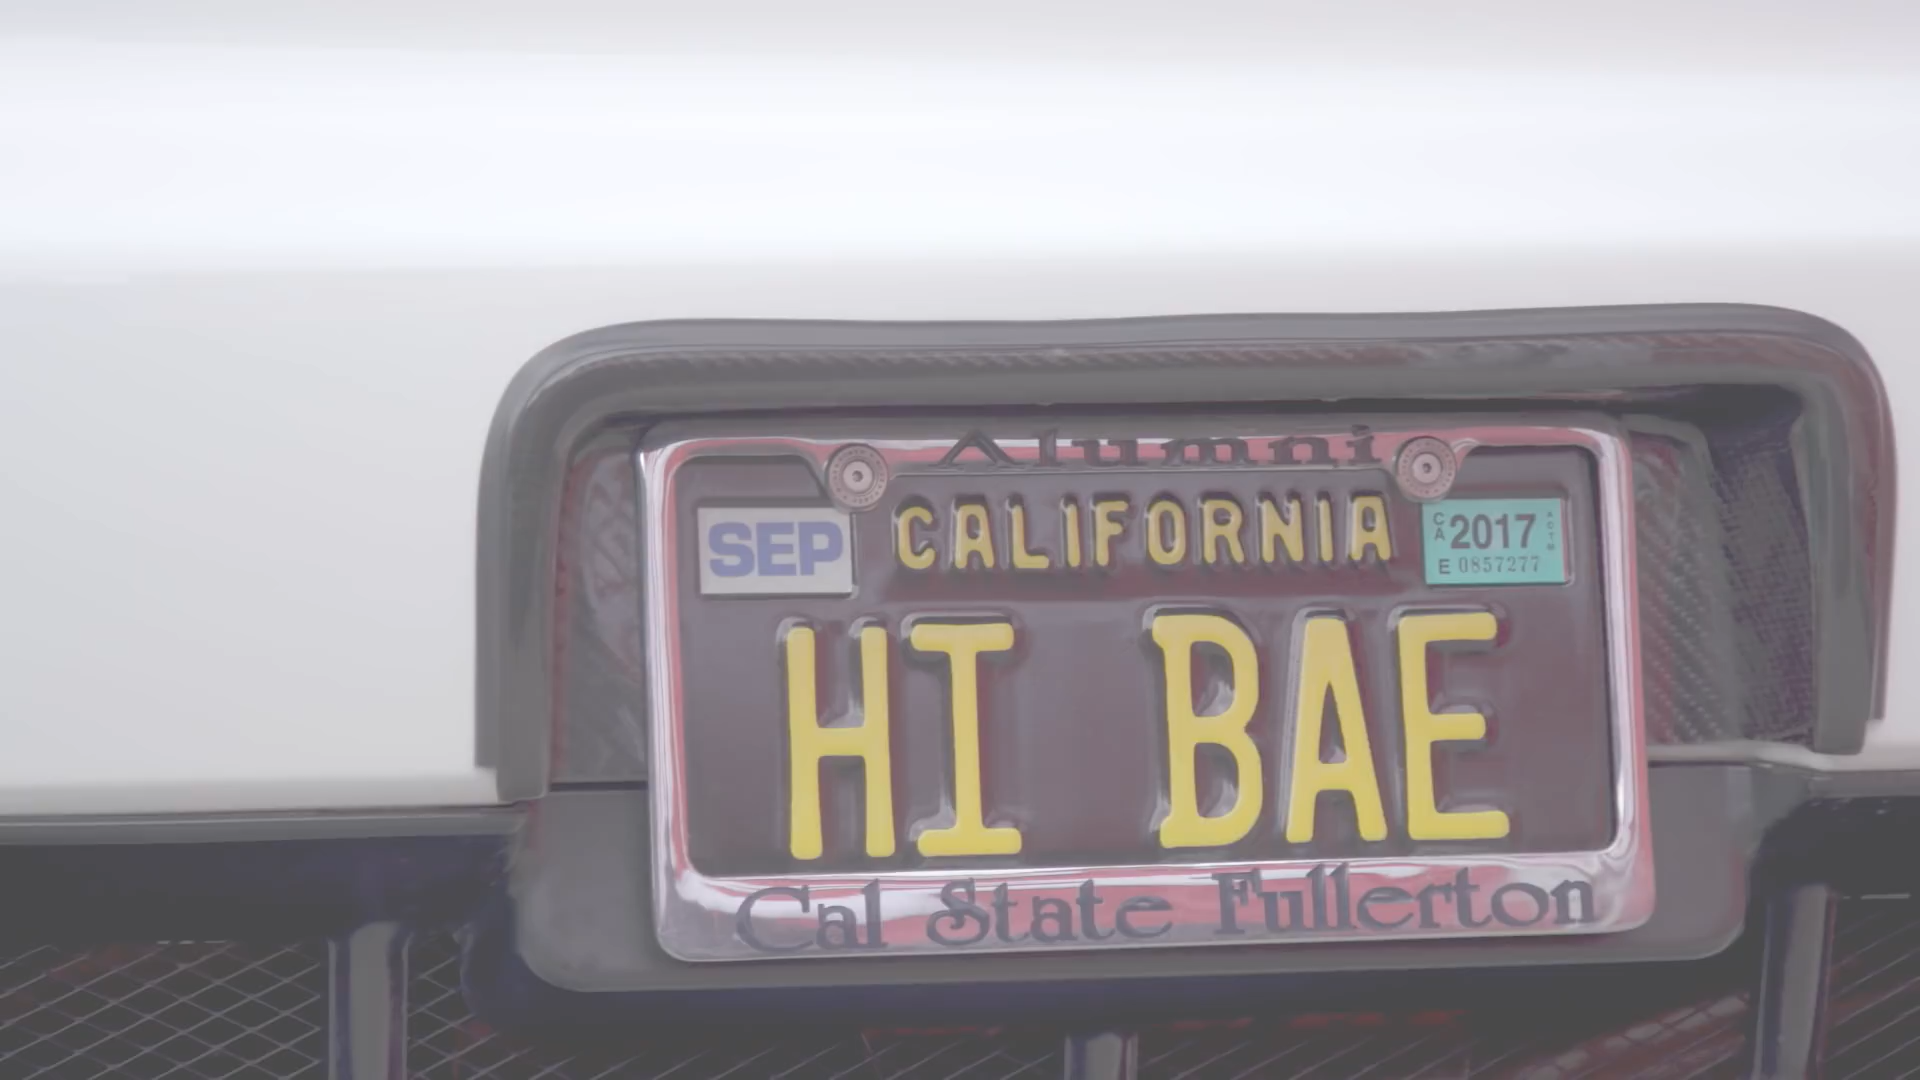 Alumni
SEP CALIFORNIA CA 2017
E 0857277
HI BAE
Cal State Fullerton